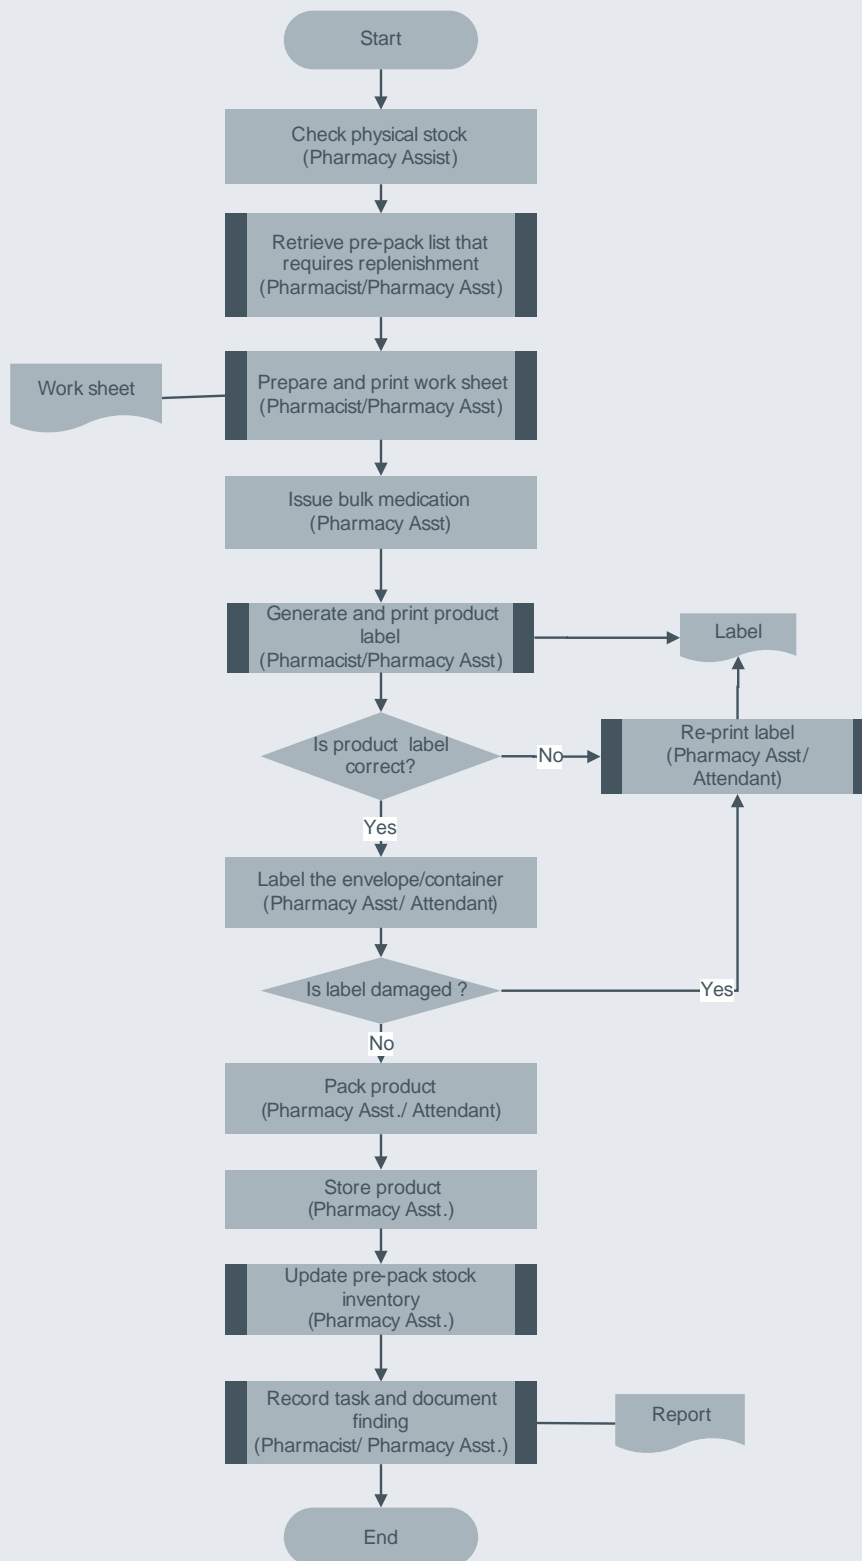 Start
Check physical stock
(Pharmacy Assist)
Retrieve pre-pack list that
requires replenishment
(Pharmacist/Pharmacy Asst)
Work sheet
Prepare and print work sheet
(Pharmacist/Pharmacy Asst)
Issue bulk medication
(Pharmacy Asst)
Generate and print product
label
(Pharmacist/Pharmacy Asst)
Label
Is product label
correct?
No
Re-print label
(Pharmacy Asst/
Attendant)
Yes
Label the envelope/container
(Pharmacy Asst/ Attendant)
Is label damaged ?
Yes
No
Pack product
(Pharmacy Asst./ Attendant)
Store product
(Pharmacy Asst.)
Update pre-pack stock
inventory
(Pharmacy Asst.)
Record task and document
finding
(Pharmacist/ Pharmacy Asst.)
Report
End